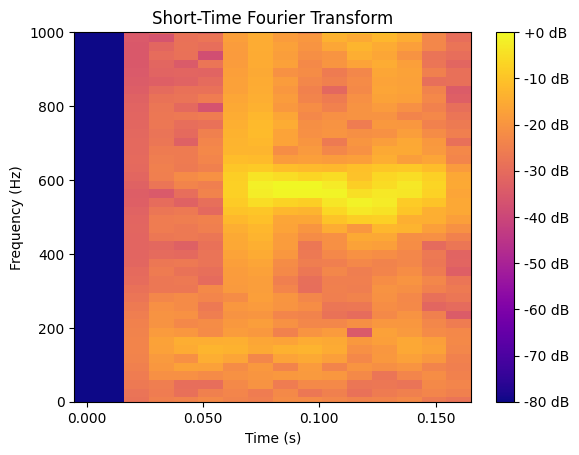 Short-Time Fourier Transform
1000
800
600
400
200
0
Frequency (Hz)
0.000
0.050
0.100
0.150
Time (s)
+0 dB
-10 dB
-20 dB
-30 dB
-40 dB
-50 dB
-60 dB
-70 dB
-80 dB